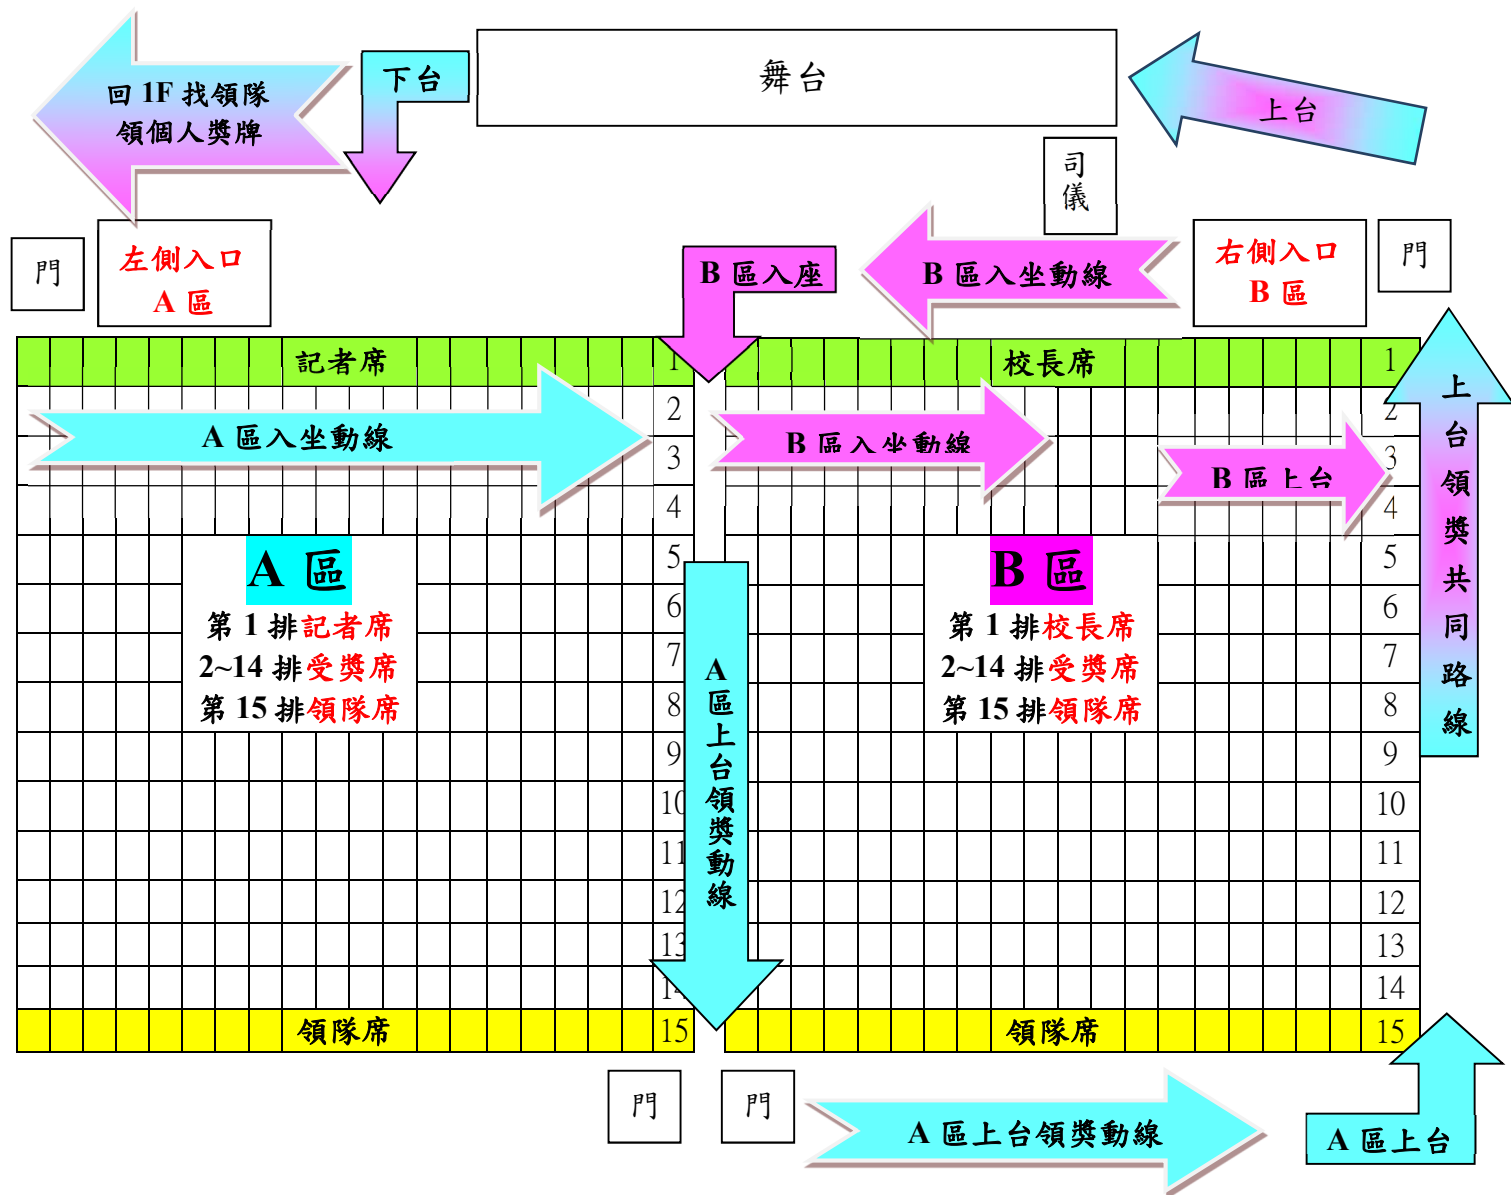 回 1F 找領隊
領個人獎牌
下台
舞台
上台
司
儀
門
左側入口
A 區
B 區入座
B 區入坐動線
右側入口
B 區
門
記者席
1
校長席
1
2
2
A 區入坐動線
3
B 區入坐動線
3
B 區上台
4
4
上台領獎共同路線
A 區
第 1 排記者席
2~14 排受獎席
第 15 排領隊席
B 區
第 1 排校長席
2~14 排受獎席
第 15 排領隊席
5
5
6
6
7
7
8
8
A 區上台領獎動線
9
9
10
10
11
11
12
12
13
13
14
14
領隊席
15
領隊席
15
門
門
A 區上台領獎動線
A 區上台